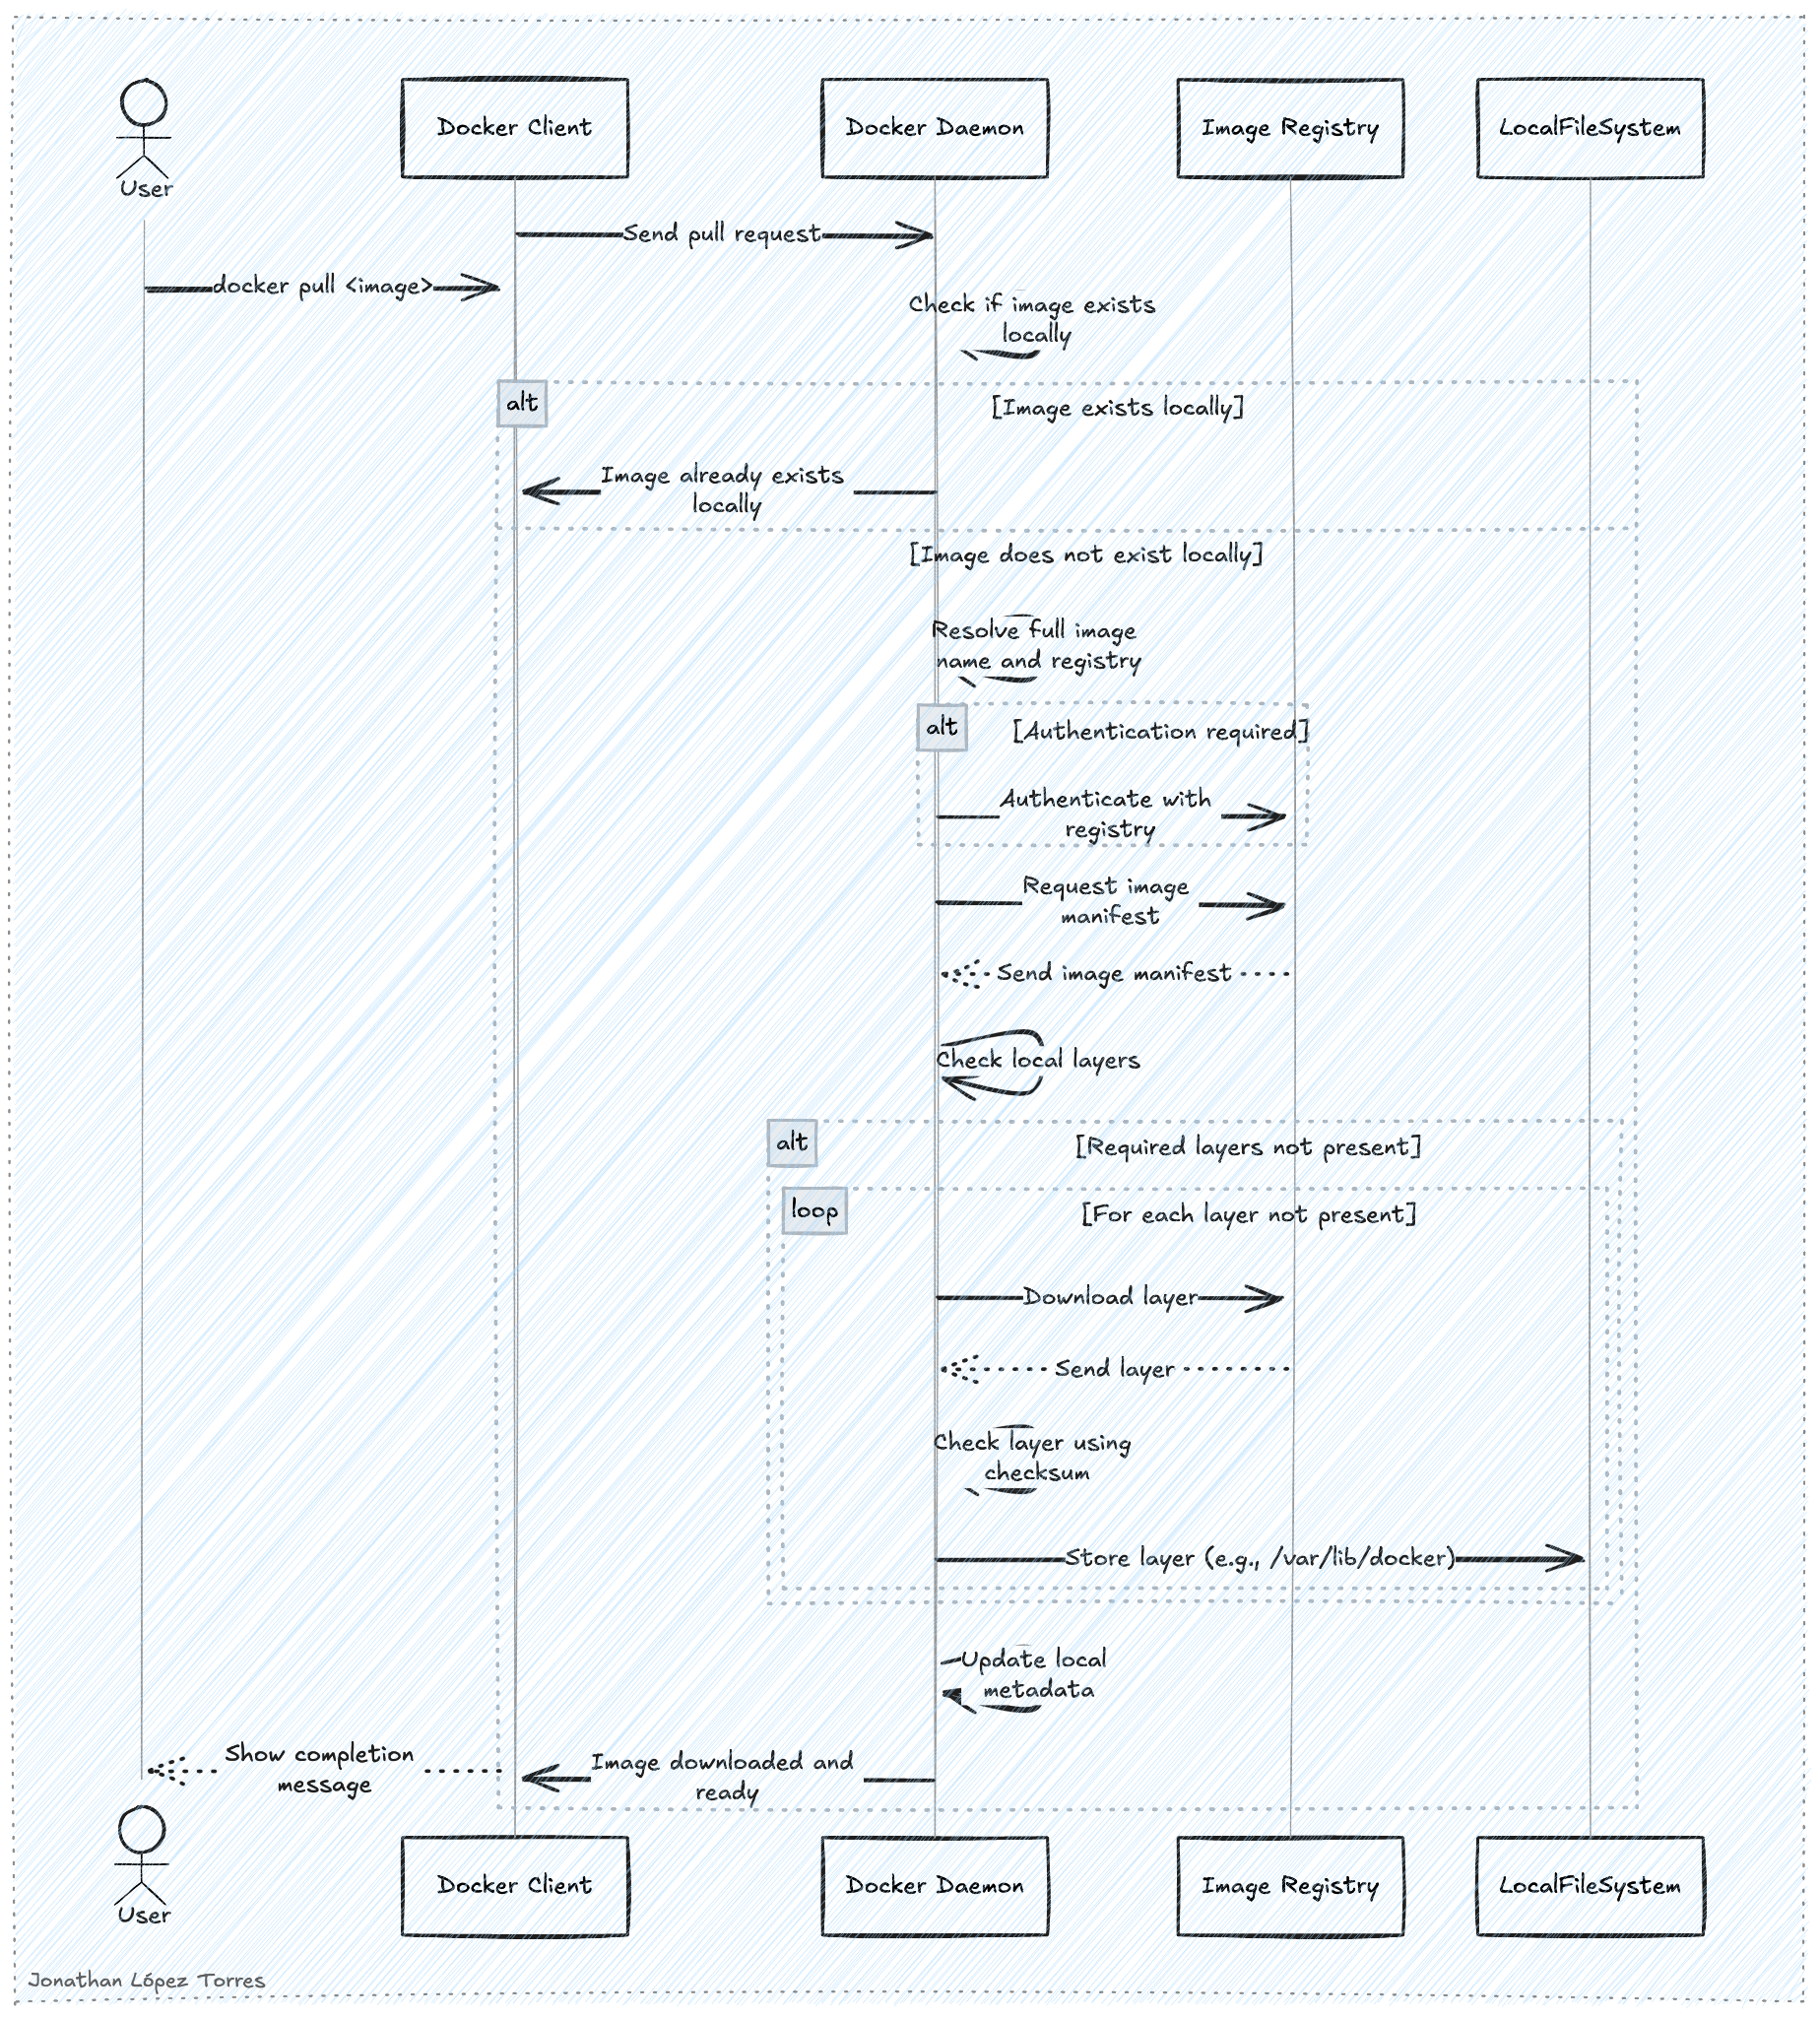 User
Docker Client
Docker Daemon
Image Registry
LocalFileSystem
Send pull request
docker pull <image>
Check if image exists
locally
alt
[Image exists locally]
Image already exists
locally
[Image does not exist locally]
Resolve full image
name and registry
alt
[Authentication required]
Authenticate with
registry
Request image
manifest
Send image manifest
Check local layers
alt
[Required layers not present]
loop
[For each layer not present]
Download layer
Send layer
Check layer using
checksum
Store layer (e.g., /var/lib/docker)
Update local
metadata
Show completion
message
Image downloaded and
ready
User
Docker Client
Docker Daemon
Image Registry
LocalFileSystem
Jonathan López Torres